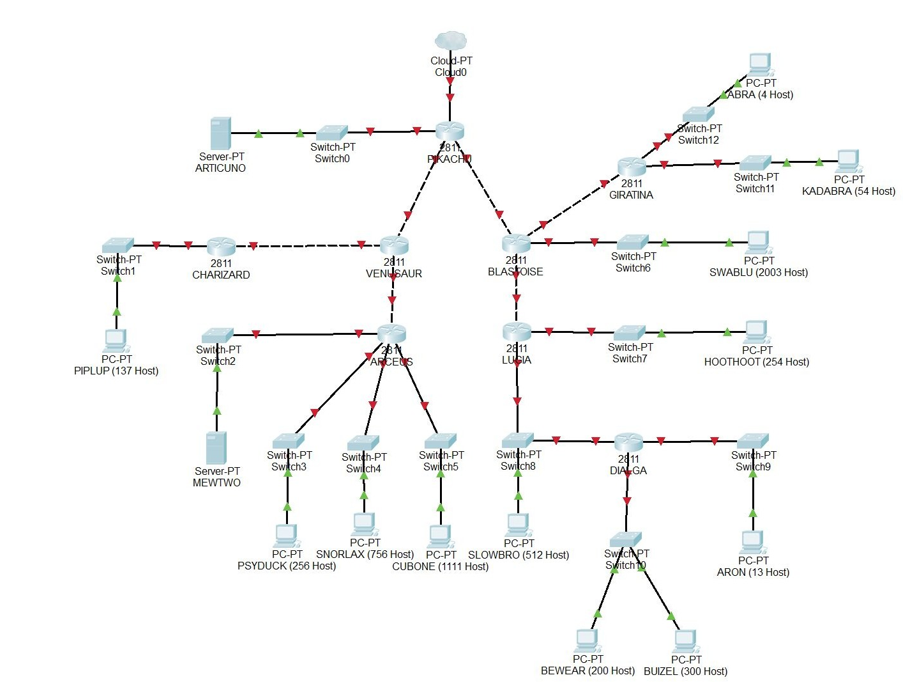 Cloud-PT
Cloud0
PC-PT
ABRA (4 Host)
Switch-PT
Switch12
Server-PT
ARTICUNO
Switch-PT
Switch0
2811
PIKACHU
2811
GIRATINA
Switch-PT
Switch11
PC-PT
KADABRA (54 Host)
Switch-PT
Switch1
2811
CHARIZARD
2811
VENUSAUR
2811
BLASTOISE
Switch-PT
Switch6
PC-PT
SWABLU (2003 Host)
PC-PT
PIPLUP (137 Host)
Switch-PT
Switch2
2811
ARCEUS
2811
LUGIA
Switch-PT
Switch7
PC-PT
HOOTHOOT (254 Host)
Server-PT
MEWTWO
Switch-PT
Switch3
Switch-PT
Switch4
Switch-PT
Switch5
Switch-PT
Switch8
2811
DIALGA
Switch-PT
Switch9
PC-PT
PSYDUCK (256 Host)
PC-PT
SNORLAX (756 Host)
PC-PT
CUBONE (1111 Host)
PC-PT
SLOWBRO (512 Host)
Switch-PT
Switch10
PC-PT
ARON (13 Host)
PC-PT
BEWEAR (200 Host)
PC-PT
BUIZEL (300 Host)